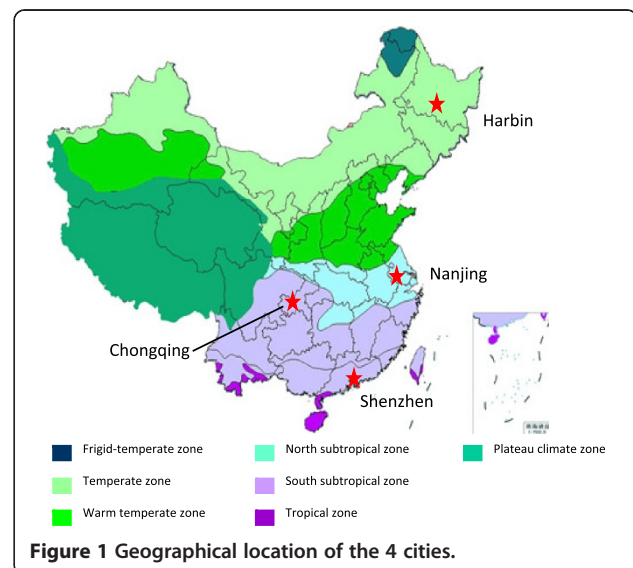 Harbin
Nanjing
Chongqing
Shenzhen
Frigid-temperate zone
North subtropical zone
Plateau climate zone
Temperate zone
South subtropical zone
Warm temperate zone
Tropical zone
Figure 1 Geographical location of the 4 cities.